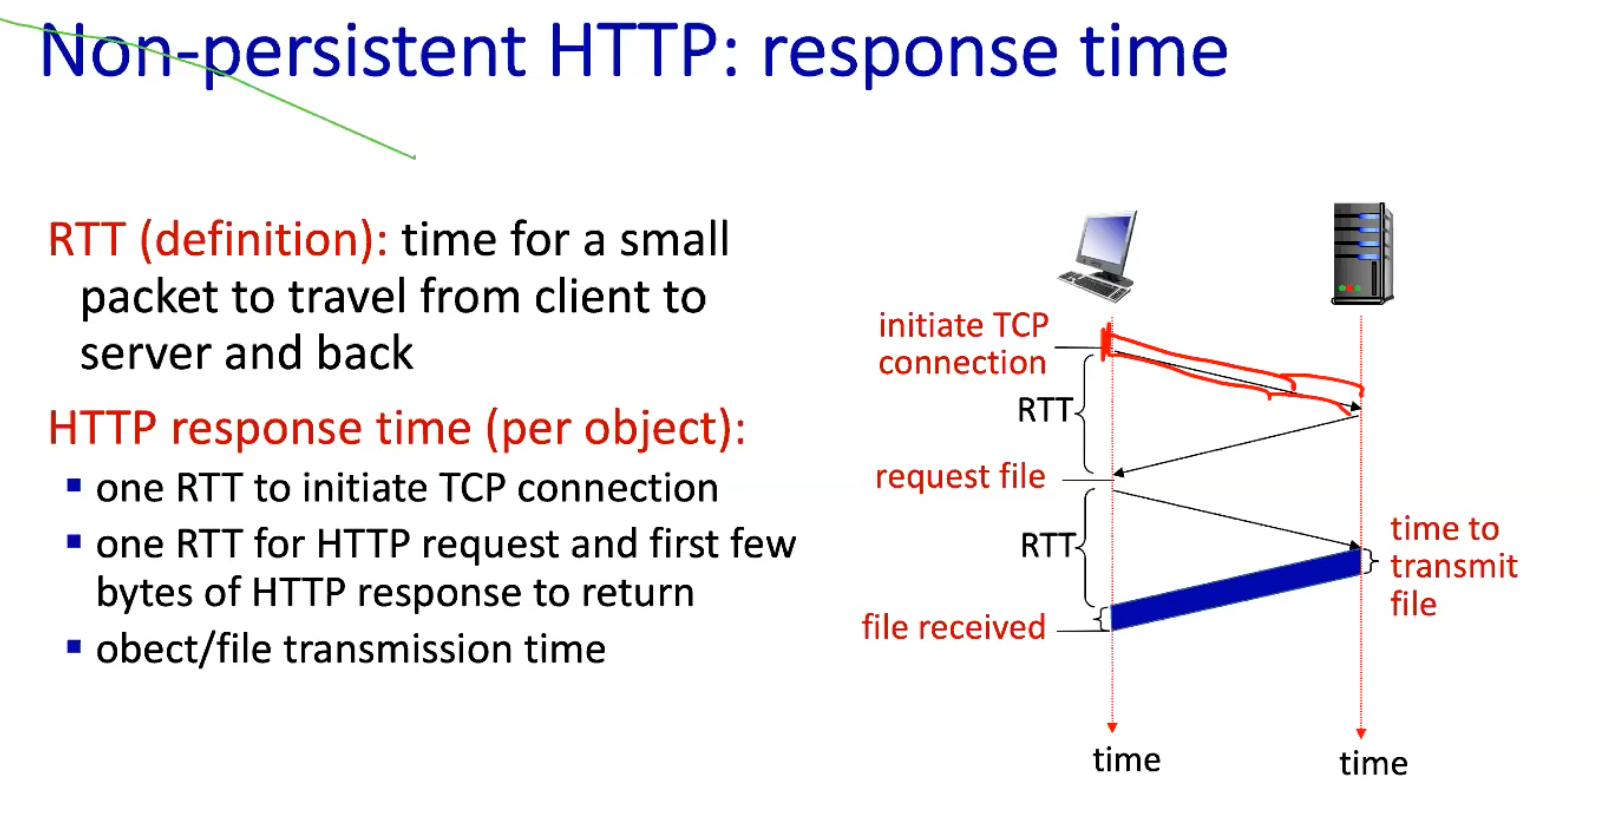 Non-persistent HTTP: response time
RTT (definition): time for a small
packet to travel from client to
server and back
HTTP response time (per object):
one RTT to initiate TCP connection
one RTT for HTTP request and first few
bytes of HTTP response to return
obect/file transmission time
initiate TCP
connection
RTT
request file
RTT
time to
transmit
file
file received
time
time